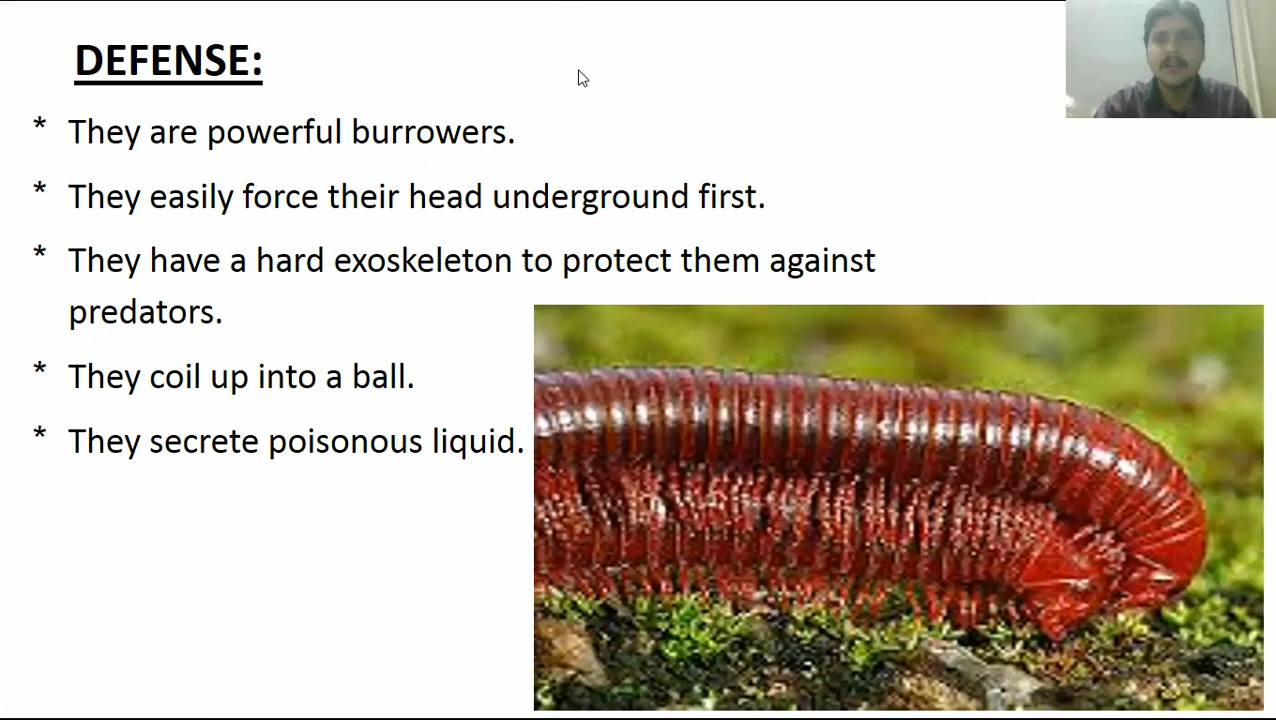 DEFENSE:
* They are powerful burrowers.
* They easily force their head underground first.
* They have a hard exoskeleton to protect them against
predators.
* They coil up into a ball.
* They secrete poisonous liquid.